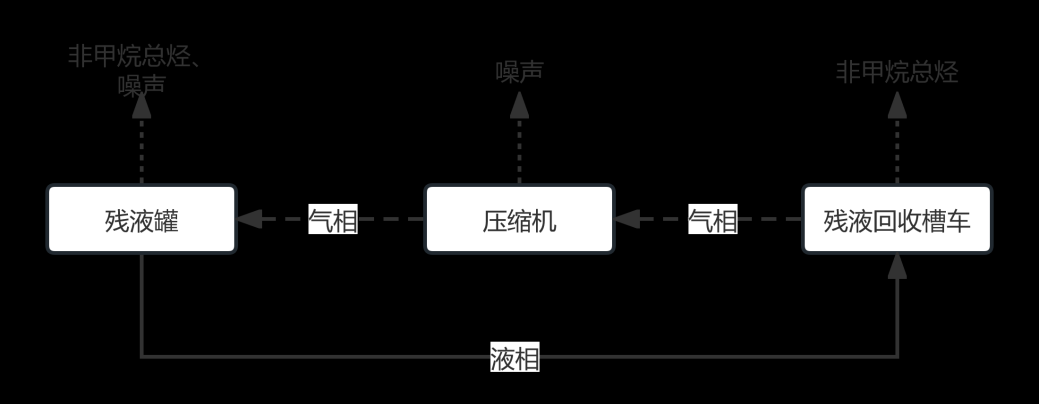 非甲烷总烃、
噪声
噪声
非甲烷总烃
残液罐
气相
压缩机
气相
残液回收槽车
液相